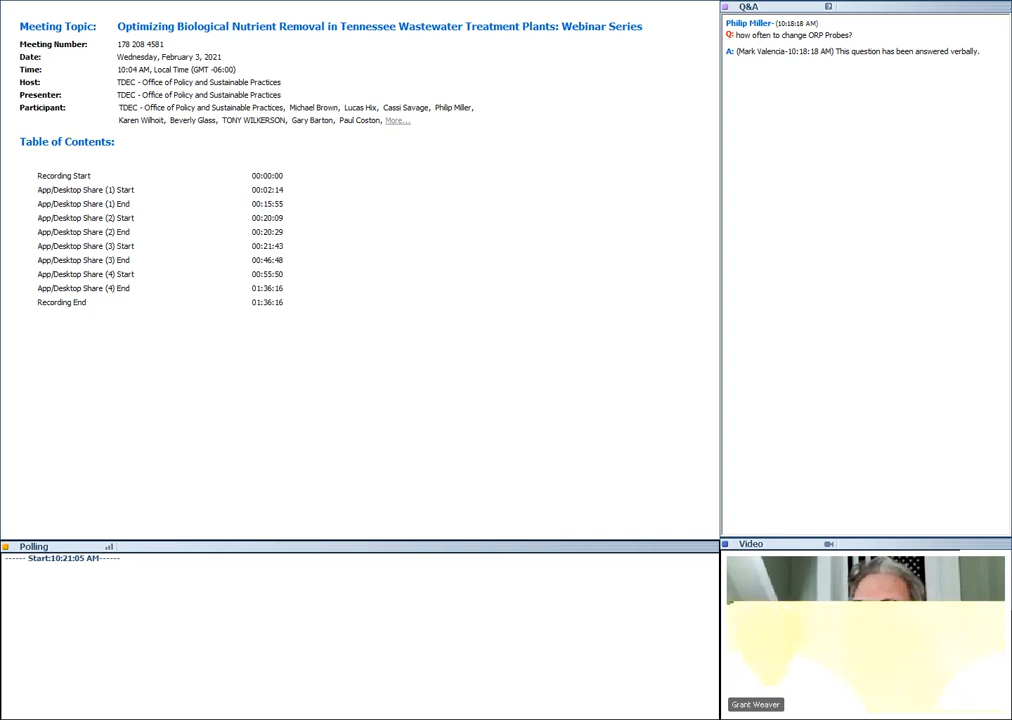 Meeting Topic: Optimizing Biological Nutrient Removal in Tennessee Wastewater Treatment Plants: Webinar Series
Meeting Number: 178 208 4581
Date: Wednesday, February 3, 2021
Time: 10:04 AM, Local Time (GMT -06:00)
Host: TDEC - Office of Policy and Sustainable Practices
Presenter: TDEC - Office of Policy and Sustainable Practices
Participant: TDEC - Office of Policy and Sustainable Practices, Michael Brown, Lucas Hix, Cassi Savage, Philip Miller,
Karen Wilhoit, Beverly Glass, TONY WILKERSON, Gary Barton, Paul Coston, More...
Table of Contents:
Recording Start 00:00:00
App/Desktop Share (1) Start 00:02:14
App/Desktop Share (1) End 00:15:55
App/Desktop Share (2) Start 00:20:09
App/Desktop Share (2) End 00:20:29
App/Desktop Share (3) Start 00:21:43
App/Desktop Share (3) End 00:46:48
App/Desktop Share (4) Start 00:55:50
App/Desktop Share (4) End 01:36:16
Recording End 01:36:16
Q&A
Philip Miller- (10:18:18 AM)
Q: how often to change ORP Probes?
A: (Mark Valencia-10:18:18 AM) This question has been answered verbally.
Polling
------ Start:10:21:05 AM------
Video
Grant Weaver